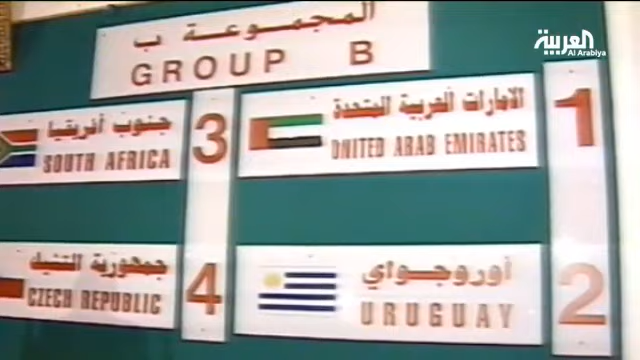 العربية
Al Arabiya
المجموعة ب
GROUP B
1
الامارات العربية المتحدة
UNITED ARAB EMIRATES
2
أوروجواي
URUGUAY
3
جنوب أفريقيا
SOUTH AFRICA
4
جمهورية التشيك
CZECH REPUBLIC